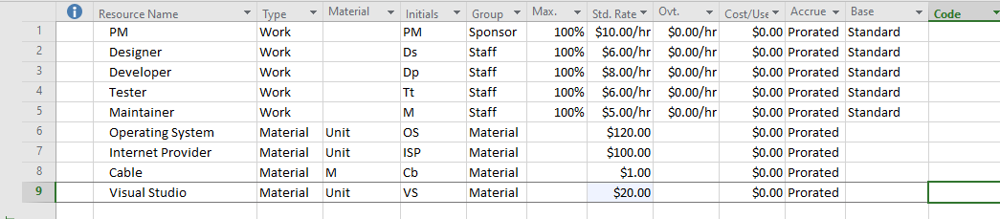 Resource Name Type Material Initials Group Max. Std. Rate Ovt. Cost/Use Accrue Base Code
1 PM Work PM Sponsor 100% $10.00/hr $0.00/hr $0.00 Prorated Standard
2 Designer Work Ds Staff 100% $6.00/hr $0.00/hr $0.00 Prorated Standard
3 Developer Work Dp Staff 100% $8.00/hr $0.00/hr $0.00 Prorated Standard
4 Tester Work Tt Staff 100% $6.00/hr $0.00/hr $0.00 Prorated Standard
5 Maintainer Work M Staff 100% $5.00/hr $0.00/hr $0.00 Prorated Standard
6 Operating System Material Unit OS Material $120.00 $0.00 Prorated
7 Internet Provider Material Unit ISP Material $100.00 $0.00 Prorated
8 Cable Material M Cb Material $1.00 $0.00 Prorated
9 Visual Studio Material Unit VS Material $20.00 $0.00 Prorated